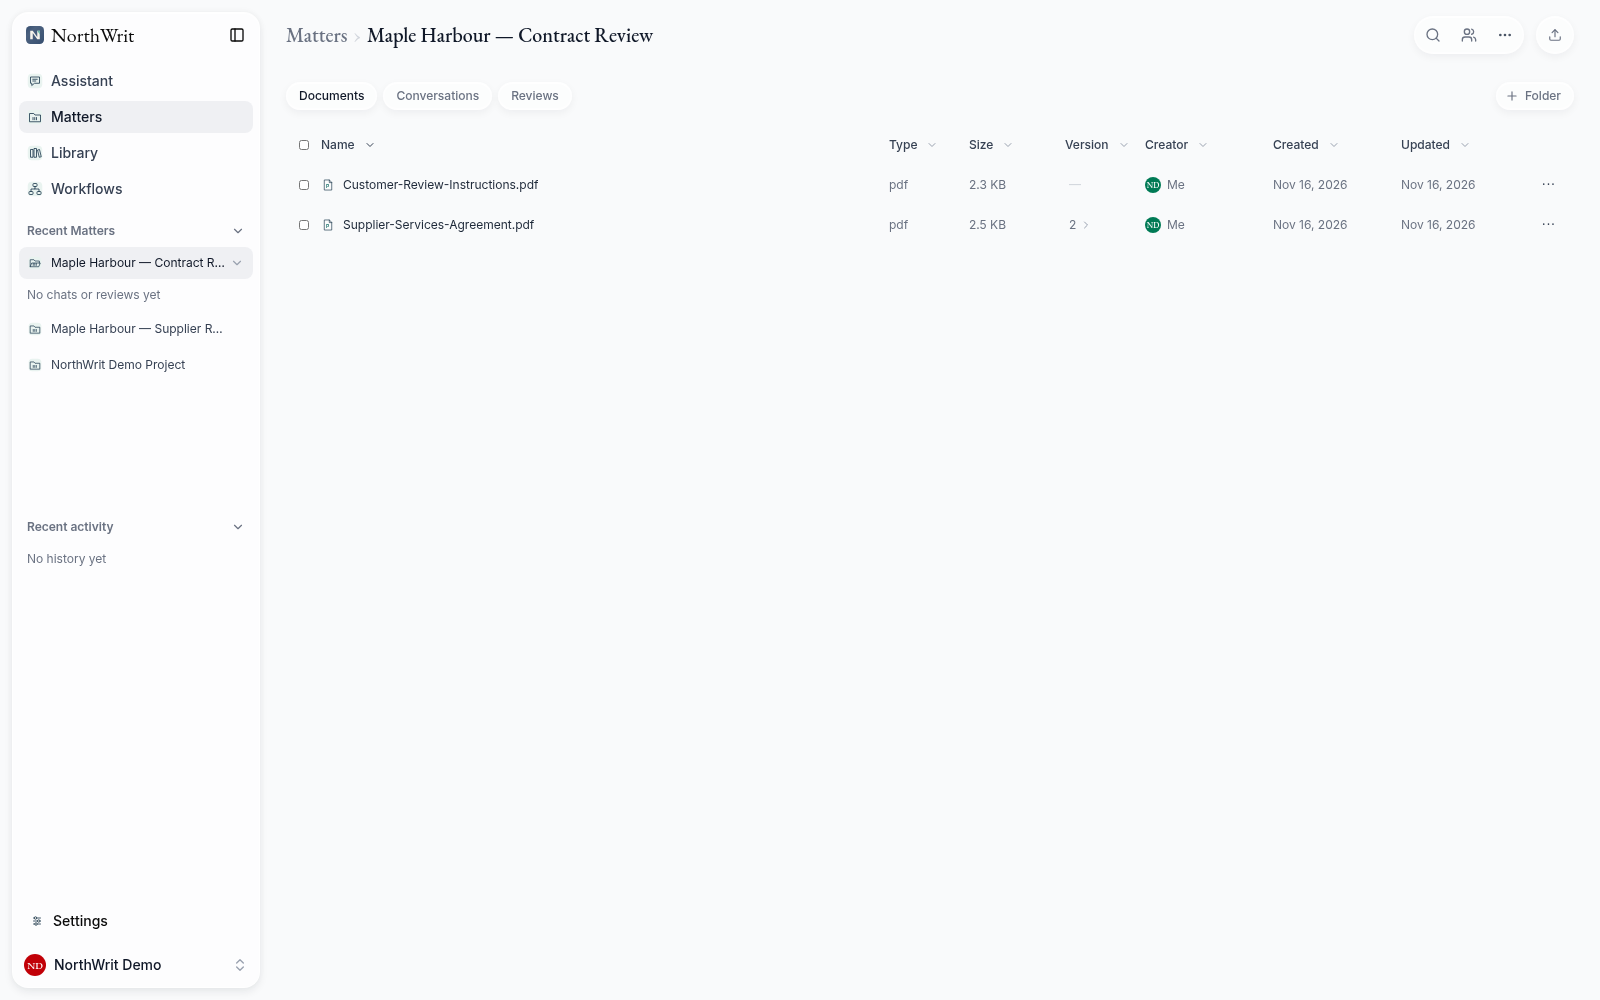 NorthWrit
Assistant
Matters
Library
Workflows
Recent Matters
Maple Harbour — Contract R...
No chats or reviews yet
Maple Harbour — Supplier R...
NorthWrit Demo Project
Recent activity
No history yet
Settings
ND NorthWrit Demo
Matters › Maple Harbour — Contract Review
Documents Conversations Reviews
+ Folder
Name Type Size Version Creator Created Updated
Customer-Review-Instructions.pdf pdf 2.3 KB — ND Me Nov 16, 2026 Nov 16, 2026 ...
Supplier-Services-Agreement.pdf pdf 2.5 KB 2 › ND Me Nov 16, 2026 Nov 16, 2026 ...